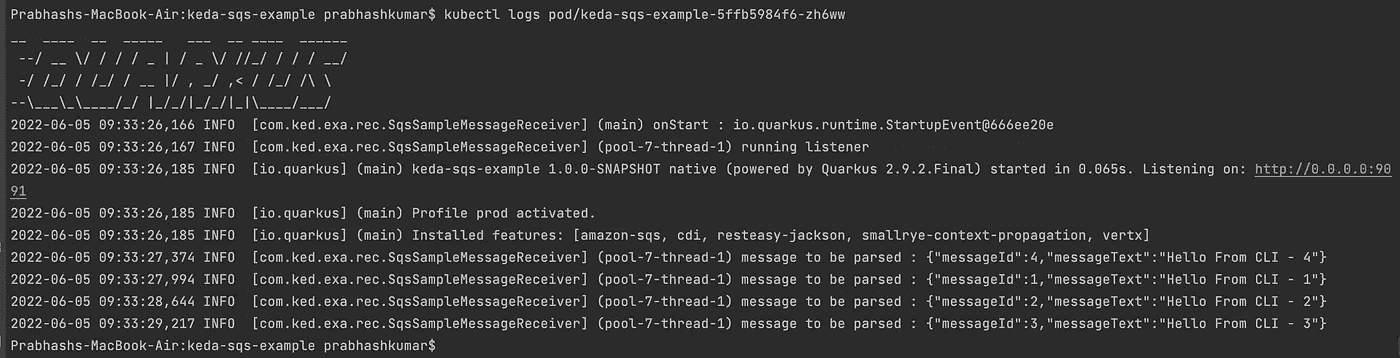 Prabhashs-MacBook-Air:keda-sqs-example prabhashkumar$ kubectl logs pod/keda-sqs-example-5ffb5984f6-zh6ww
__  ____  __  _____   ___  __ ____  ______
 --/ __ \/ / / / _ | / _ \/ //_/ / / / __/
 -/ /_/ / /_/ / __ |/ , _/ ,< / /_/ /\ \
--\___\_\____/_/ |_/_/|_/_/|_|\____/___/
2022-06-05 09:33:26,166 INFO  [com.ked.exa.rec.SqsSampleMessageReceiver] (main) onStart : io.quarkus.runtime.StartupEvent@666ee20e
2022-06-05 09:33:26,167 INFO  [com.ked.exa.rec.SqsSampleMessageReceiver] (pool-7-thread-1) running listener
2022-06-05 09:33:26,185 INFO  [io.quarkus] (main) keda-sqs-example 1.0.0-SNAPSHOT native (powered by Quarkus 2.9.2.Final) started in 0.065s. Listening on: http://0.0.0.0:90
91
2022-06-05 09:33:26,185 INFO  [io.quarkus] (main) Profile prod activated.
2022-06-05 09:33:26,185 INFO  [io.quarkus] (main) Installed features: [amazon-sqs, cdi, resteasy-jackson, smallrye-context-propagation, vertx]
2022-06-05 09:33:27,374 INFO  [com.ked.exa.rec.SqsSampleMessageReceiver] (pool-7-thread-1) message to be parsed : {"messageId":4,"messageText":"Hello From CLI - 4"}
2022-06-05 09:33:27,994 INFO  [com.ked.exa.rec.SqsSampleMessageReceiver] (pool-7-thread-1) message to be parsed : {"messageId":1,"messageText":"Hello From CLI - 1"}
2022-06-05 09:33:28,644 INFO  [com.ked.exa.rec.SqsSampleMessageReceiver] (pool-7-thread-1) message to be parsed : {"messageId":2,"messageText":"Hello From CLI - 2"}
2022-06-05 09:33:29,217 INFO  [com.ked.exa.rec.SqsSampleMessageReceiver] (pool-7-thread-1) message to be parsed : {"messageId":3,"messageText":"Hello From CLI - 3"}
Prabhashs-MacBook-Air:keda-sqs-example prabhashkumar$